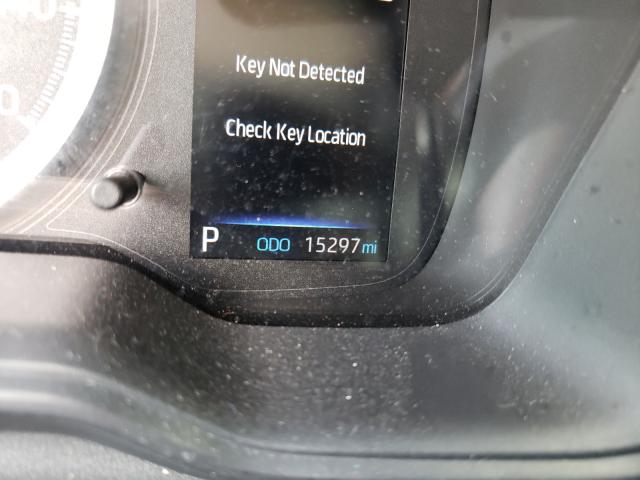 Key Not Detected
Check Key Location
P ODO 15297 mi